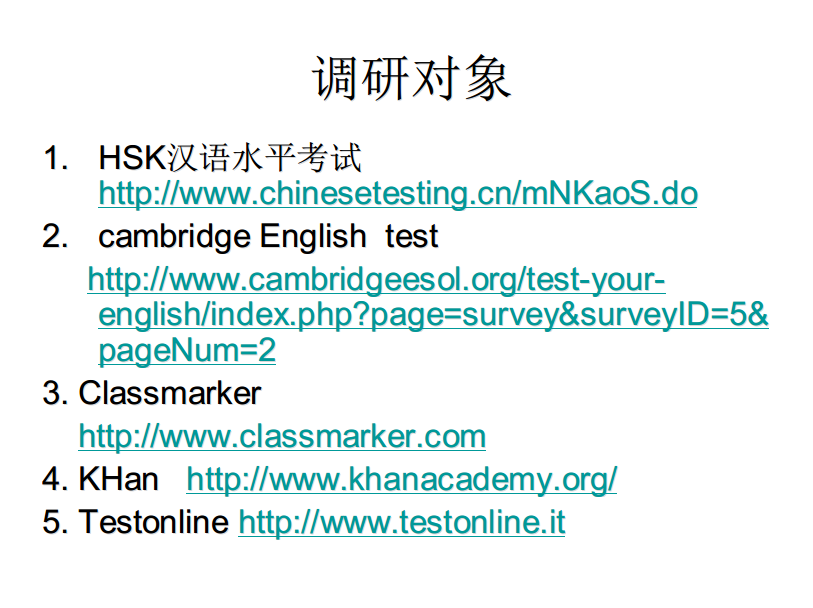 调研对象
1. HSK汉语水平考试
http://www.chinesetesting.cn/mNKaoS.do
2. cambridge English test
http://www.cambridgeesol.org/test-your-
english/index.php?page=survey&surveyID=5&
pageNum=2
3. Classmarker
http://www.classmarker.com
4. KHan http://www.khanacademy.org/
5. Testonline http://www.testonline.it